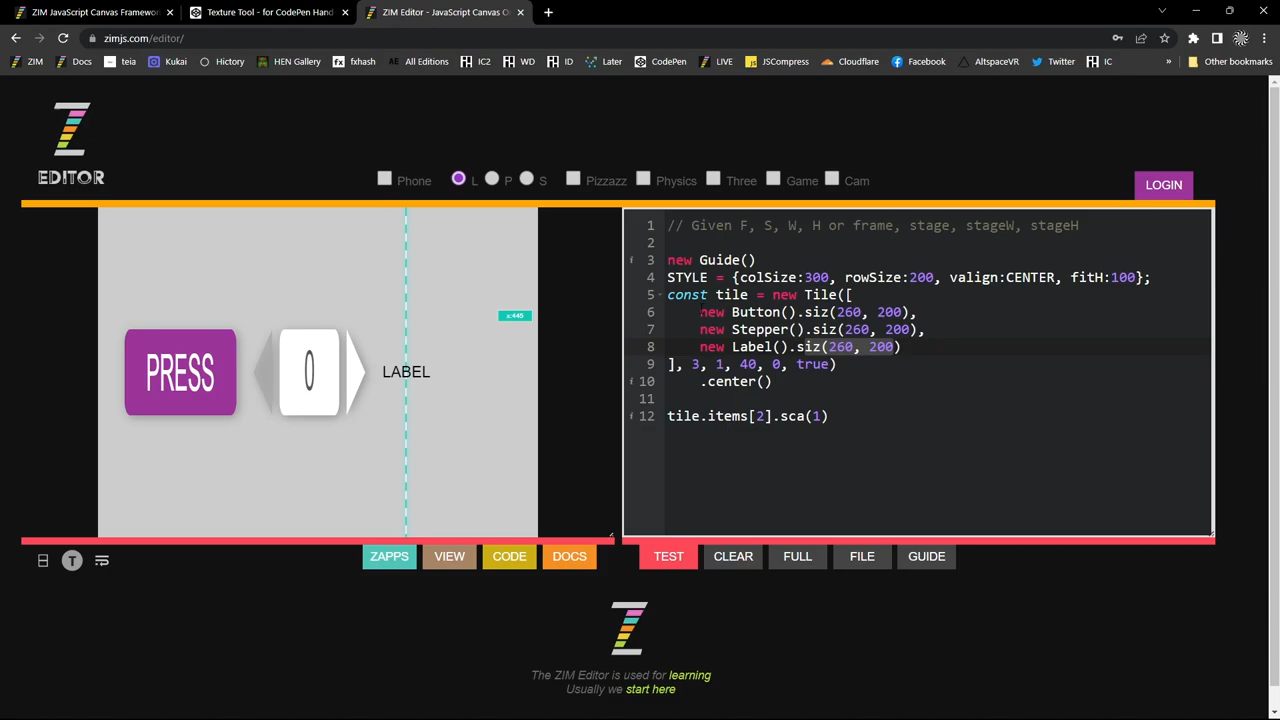 ZIM JavaScript Canvas Framewor
Texture Tool - for CodePen Hand
ZIM Editor - JavaScript Canvas O
zimjs.com/editor/
ZIM Docs teia Kukai Hictory HEN Gallery fxhash All Editions IC2 WD ID Later CodePen LIVE JSCompress Cloudflare Facebook AltspaceVR Twitter IC » Other bookmarks
EDITOR
Phone L P S Pizzazz Physics Three Game Cam
LOGIN
PRESS
0
LABEL
x:445
1 // Given F, S, W, H or frame, stage, stageW, stageH
2
3 new Guide()
4 STYLE = {colSize:300, rowSize:200, valign:CENTER, fitH:100};
5 const tile = new Tile([
6 new Button().siz(260, 200),
7 new Stepper().siz(260, 200),
8 new Label().siz(260, 200)
9 ], 3, 1, 40, 0, true)
10 .center()
11
12 tile.items[2].sca(1)
T
ZAPPS VIEW CODE DOCS
TEST CLEAR FULL FILE GUIDE
The ZIM Editor is used for learning
Usually we start here